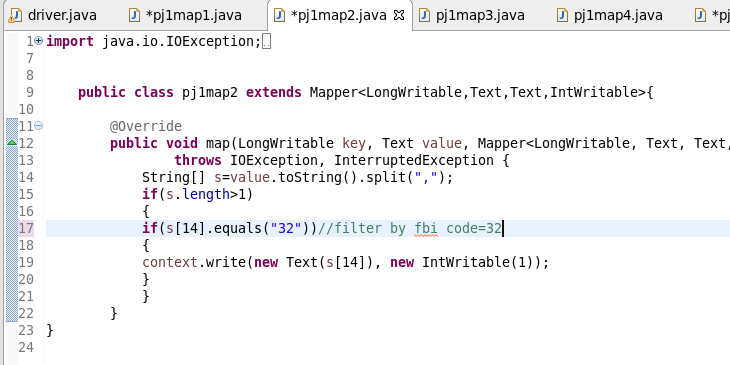 driver.java *pj1map1.java *pj1map2.java pj1map3.java pj1map4.java *pj
1 import java.io.IOException;
7
8
9 public class pj1map2 extends Mapper<LongWritable,Text,Text,IntWritable>{
10
11 @Override
12 public void map(LongWritable key, Text value, Mapper<LongWritable, Text, Text,
13 throws IOException, InterruptedException {
14 String[] s=value.toString().split(",");
15 if(s.length>1)
16 {
17 if(s[14].equals("32"))//filter by fbi code=32
18 {
19 context.write(new Text(s[14]), new IntWritable(1));
20 }
21 }
22 }
23 }
24